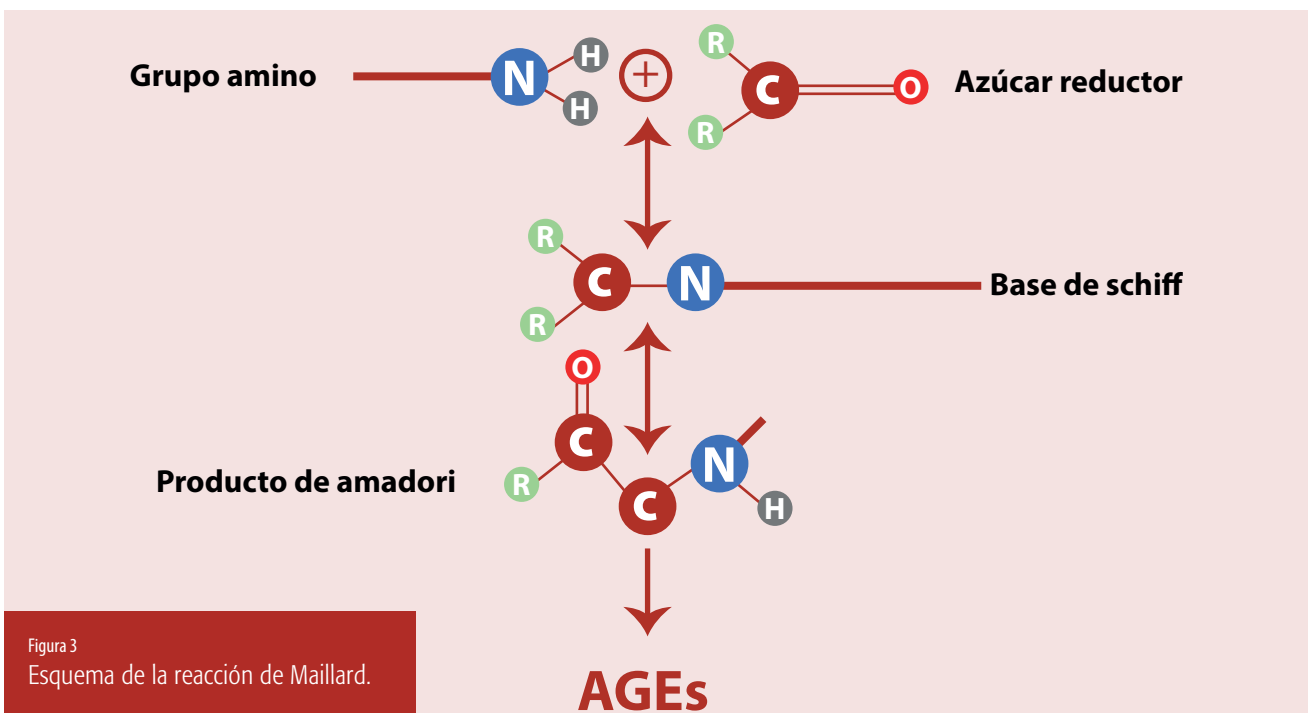 Grupo amino
N
H
H
+
R
R
C
O
Azúcar reductor
R
R
C
N
Base de schiff
O
C
R
C
N
H
Producto de amadori
AGEs
Figura 3
Esquema de la reacción de Maillard.